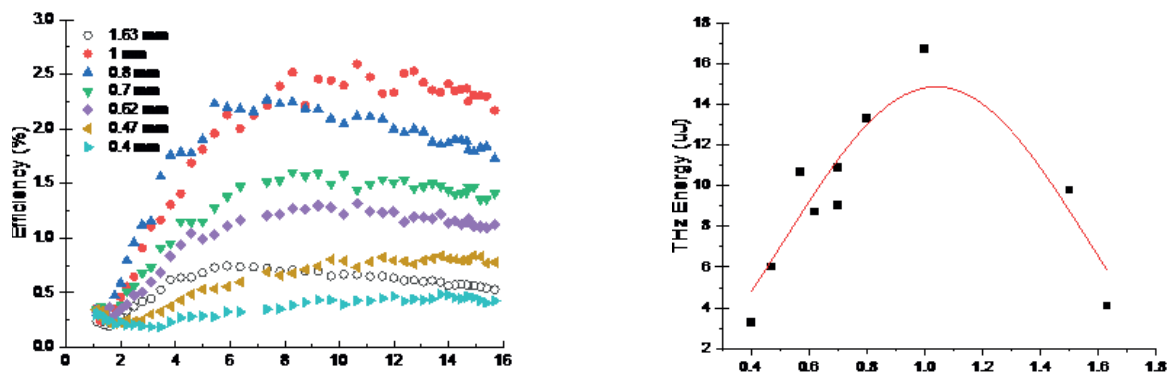 3.0
2.5
2.0
1.5
1.0
0.5
0.0
Efficiency (%)
1.63 mm
1 mm
0.8 mm
0.7 mm
0.62 mm
0.47 mm
0.4 mm
0 2 4 6 8 10 12 14 16
18
16
14
12
10
8
6
4
2
THz Energy (uJ)
0.4 0.6 0.8 1.0 1.2 1.4 1.6 1.8